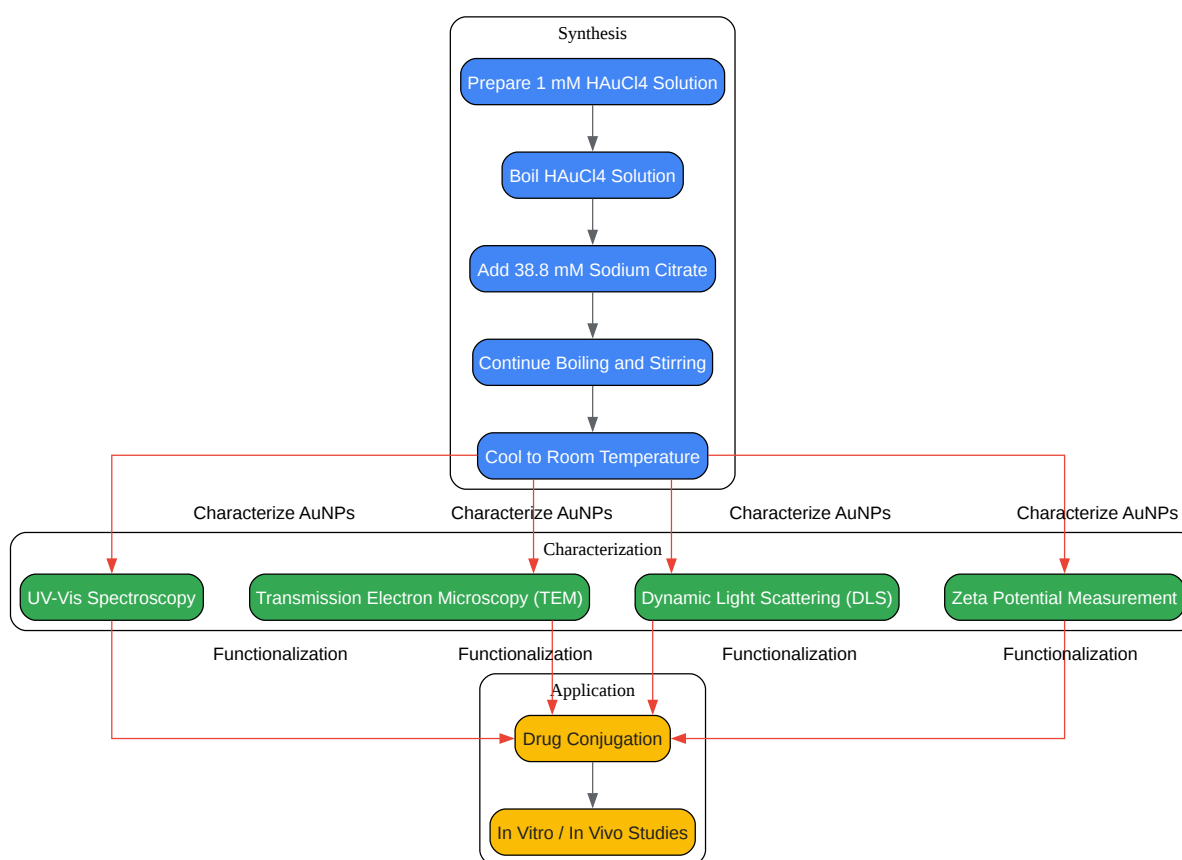 Synthesis
Prepare 1 mM HAuCl4 Solution
Boil HAuCl4 Solution
Add 38.8 mM Sodium Citrate
Continue Boiling and Stirring
Cool to Room Temperature
Characterize AuNPs
Characterize AuNPs
Characterize AuNPs
Characterize AuNPs
Characterization
UV-Vis Spectroscopy
Transmission Electron Microscopy (TEM)
Dynamic Light Scattering (DLS)
Zeta Potential Measurement
Functionalization
Functionalization
Functionalization
Functionalization
Application
Drug Conjugation
In Vitro / In Vivo Studies